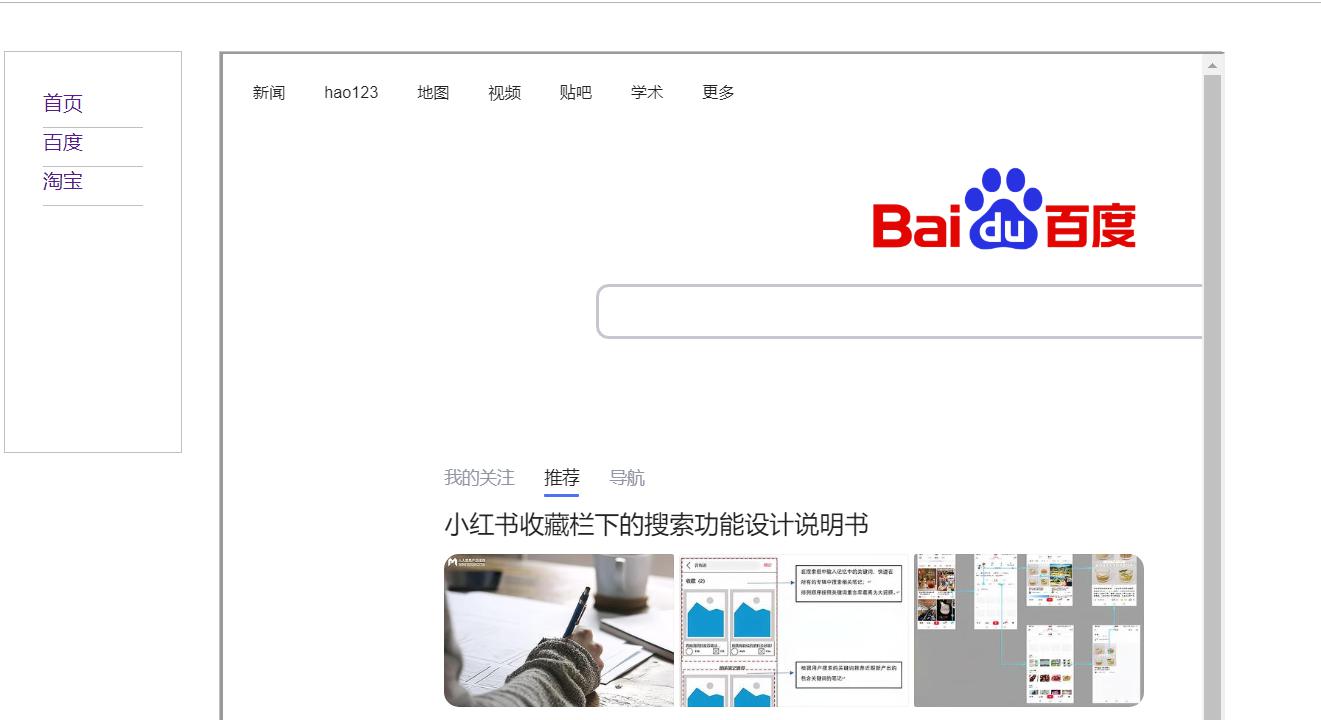 首页
百度
淘宝
新闻 hao123 地图 视频 贴吧 学术 更多
Bai du 百度
我的关注 推荐 导航
小红书收藏栏下的搜索功能设计说明书